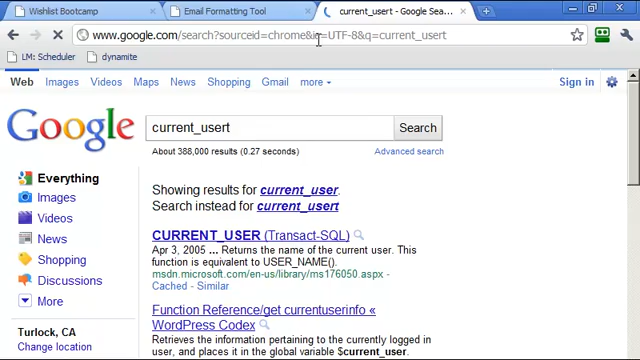 Wishlist Bootcamp
Email Formatting Tool
current_usert - Google Sea...
www.google.com/search?sourceid=chrome&ie=UTF-8&q=current_usert
LM: Scheduler
dynamite
Web Images Videos Maps News Shopping Gmail more
Sign in
Google
current_usert
Search
About 388,000 results (0.27 seconds)
Advanced search
Everything
Images
Videos
News
Shopping
Discussions
More
Turlock, CA
Change location
Showing results for current_user.
Search instead for current_usert
CURRENT_USER (Transact-SQL)
Apr 3, 2005 ... Returns the name of the current user. This
function is equivalent to USER_NAME().
msdn.microsoft.com/en-us/library/ms176050.aspx -
Cached - Similar
Function Reference/get currentuserinfo «
WordPress Codex
Retrieves the information pertaining to the currently logged in
user, and places it in the global variable $current_user.